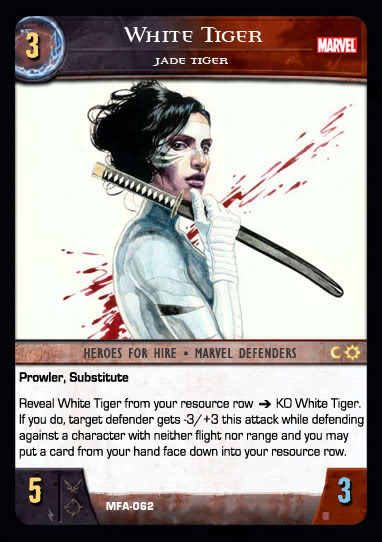 3
White Tiger
MARVEL
JADE TIGER
HEROES FOR HIRE • MARVEL DEFENDERS
C
Prowler, Substitute
Reveal White Tiger from your resource row ➔ KO White Tiger.
If you do, target defender gets -3/+3 this attack while defending
against a character with neither flight nor range and you may
put a card from your hand face down into your resource row.
5
MFA-062
3